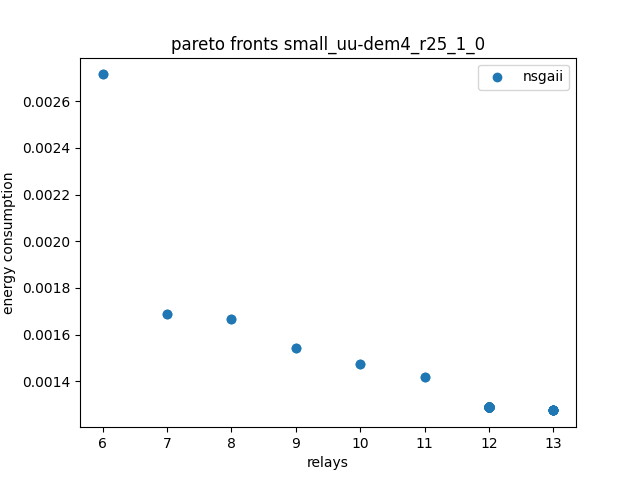 pareto fronts small_uu-dem4_r25_1_0
nsgaii
energy consumption
0.0026
0.0024
0.0022
0.0020
0.0018
0.0016
0.0014
6 7 8 9 10 11 12 13
relays